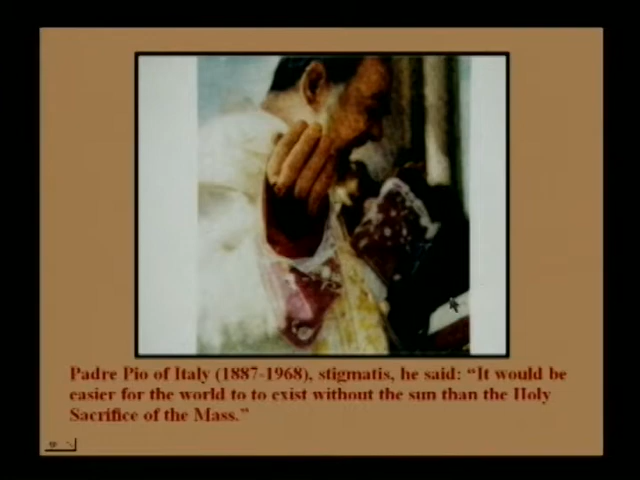 Padre Pio of Italy (1887-1968), stigmatis, he said: “It would be
easier for the world to to exist without the sun than the Holy
Sacrifice of the Mass.”